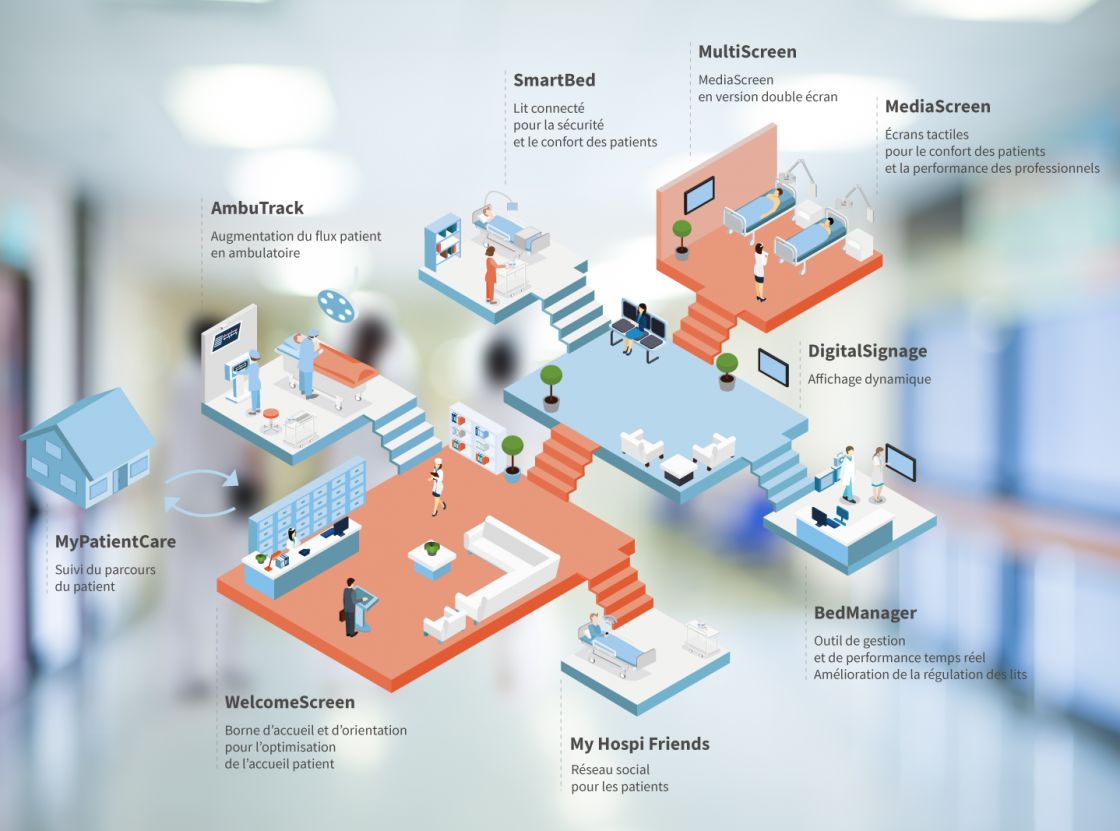 MultiScreen
MediaScreen
en version double écran
SmartBed
Lit connecté
pour la sécurité
et le confort des patients
MediaScreen
Écrans tactiles
pour le confort des patients
et la performance des professionnels
AmbuTrack
Augmentation du flux patient
en ambulatoire
DigitalSignage
Affichage dynamique
MyPatientCare
Suivi du parcours
du patient
BedManager
Outil de gestion
et de performance temps réel
Amélioration de la régulation des lits
WelcomeScreen
Borne d’accueil et d’orientation
pour l’optimisation
de l’accueil patient
My Hospi Friends
Réseau social
pour les patients